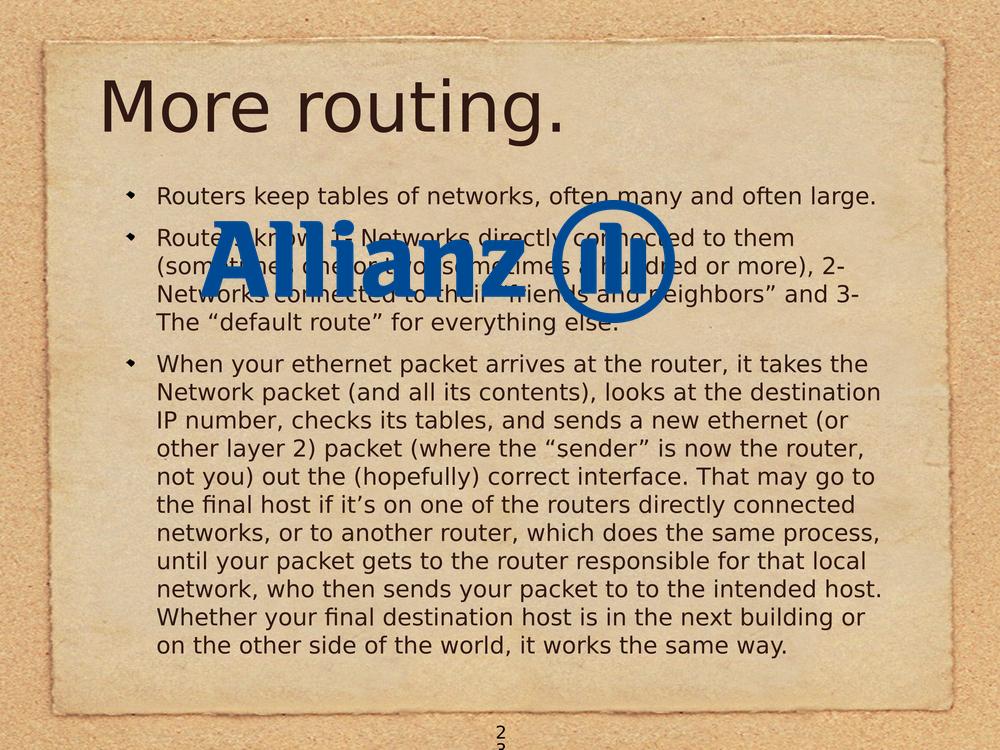 More routing.
Routers keep tables of networks, often many and often large.
Routers know 1- Networks directly connected to them
(sometimes one or two, sometimes a hundred or more), 2-
Networks connected to their “friends and neighbors” and 3-
The “default route” for everything else.
Allianz
When your ethernet packet arrives at the router, it takes the
Network packet (and all its contents), looks at the destination
IP number, checks its tables, and sends a new ethernet (or
other layer 2) packet (where the “sender” is now the router,
not you) out the (hopefully) correct interface. That may go to
the final host if it’s on one of the routers directly connected
networks, or to another router, which does the same process,
until your packet gets to the router responsible for that local
network, who then sends your packet to to the intended host.
Whether your final destination host is in the next building or
on the other side of the world, it works the same way.
2
3